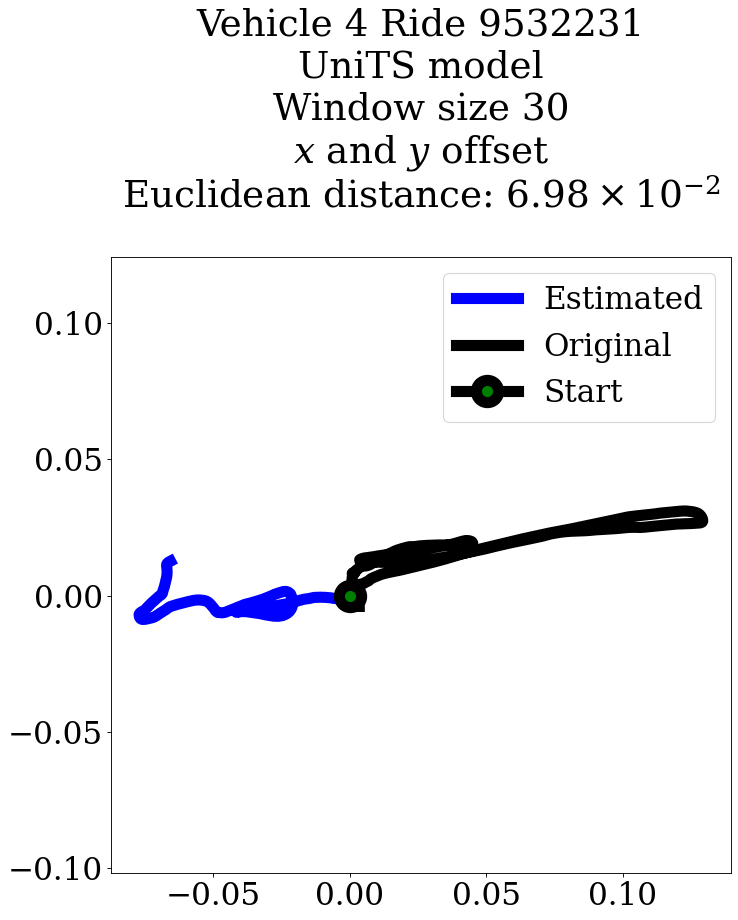 Vehicle 4 Ride 9532231
UniTS model
Window size 30
x and y offset
Euclidean distance: 6.98 × 10⁻²
Estimated
Original
Start
0.10
0.05
0.00
−0.05
−0.10
−0.05 0.00 0.05 0.10